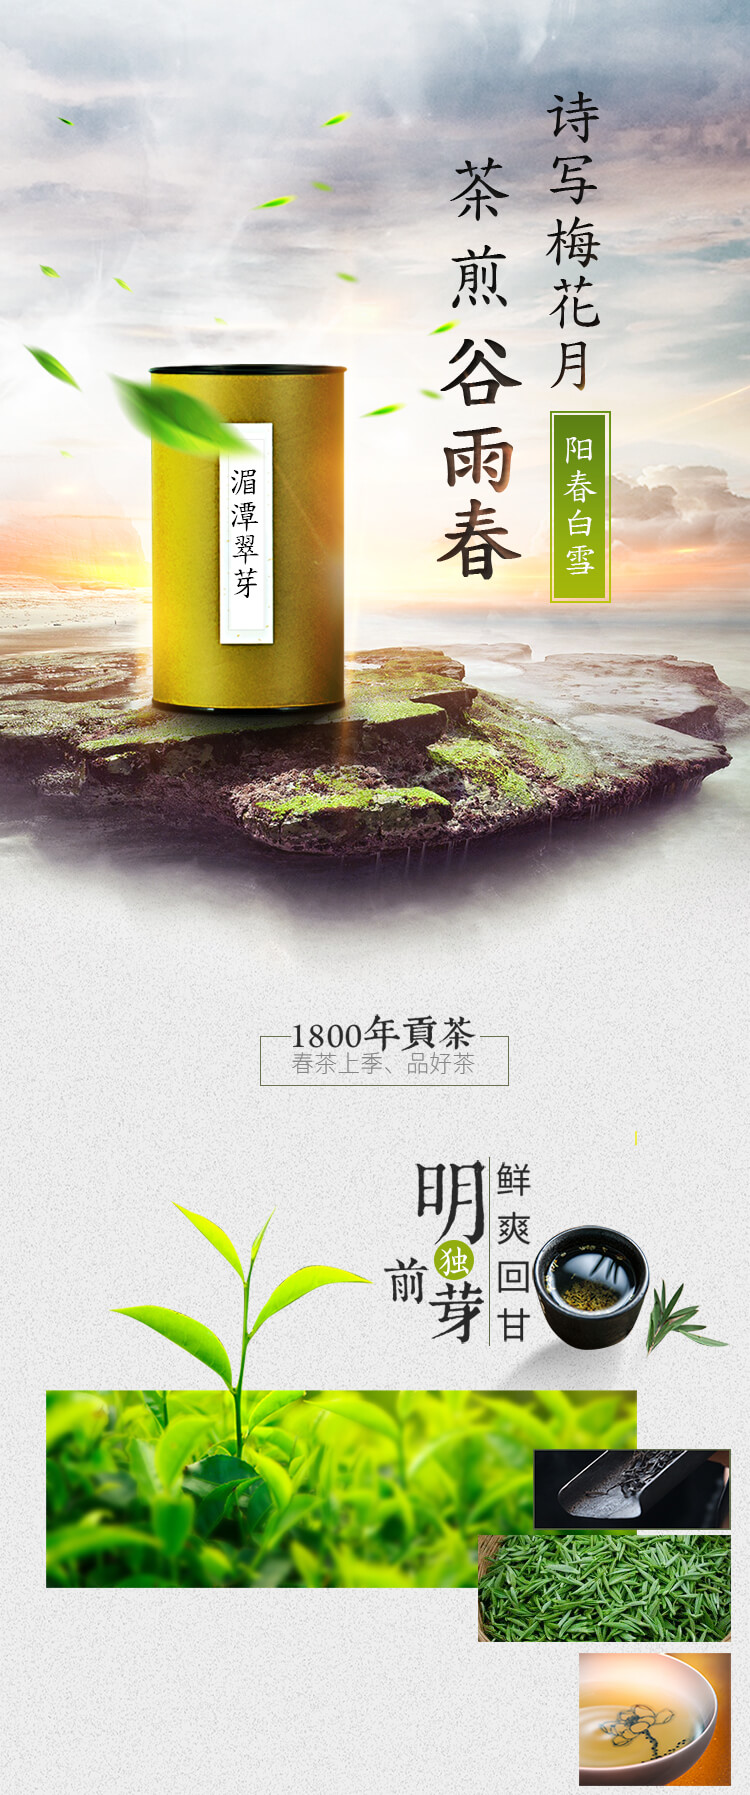 诗写梅花月
茶煎谷雨春
阳春白雪
湄潭翠芽
1800年貢茶
春茶上季、品好茶
明前
独芽
鲜爽回甘